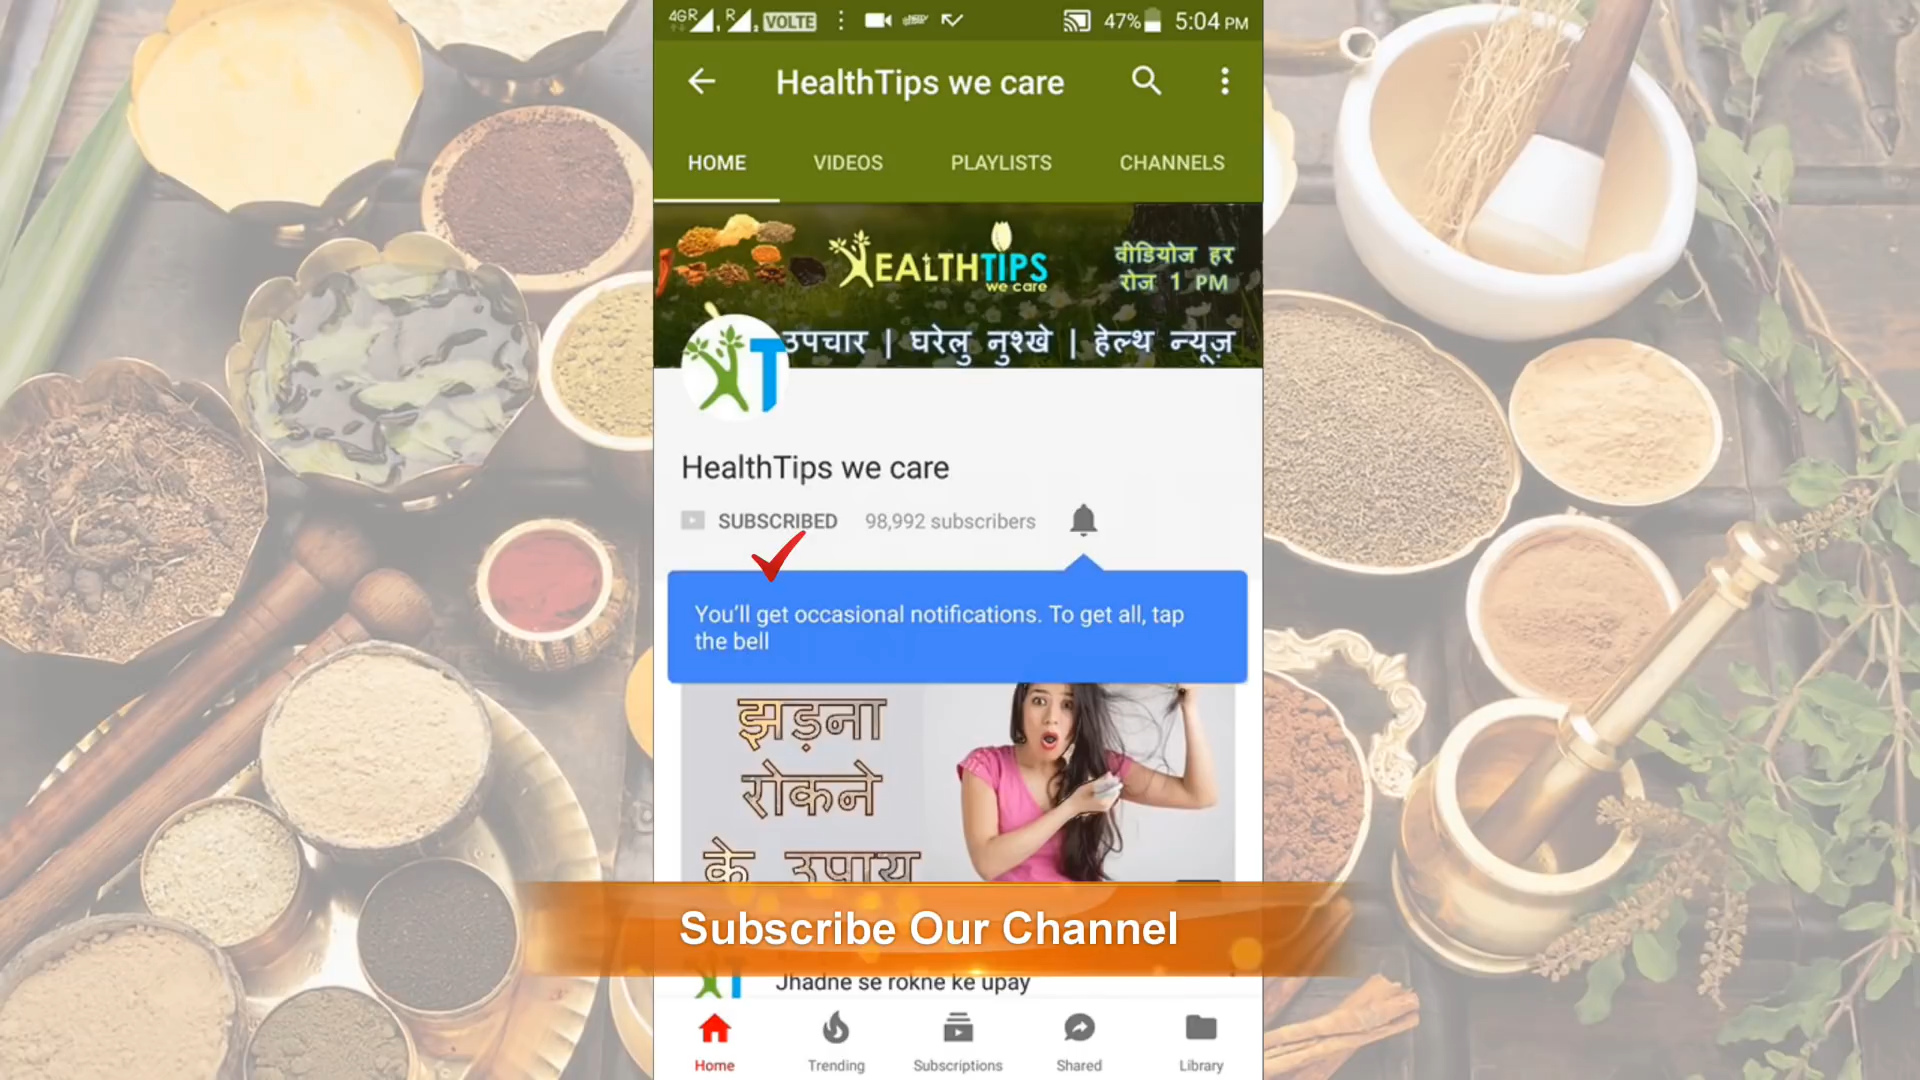 4G R R VOLTE 47% 5:04 PM
HealthTips we care
HOME VIDEOS PLAYLISTS CHANNELS
HEALTHTIPS
we care
वीडियोज हर
रोज 1 PM
उपचार | घरेलु नुश्खे | हेल्थ न्यूज़
T
HealthTips we care
SUBSCRIBED 98,992 subscribers
You'll get occasional notifications. To get all, tap
the bell
झड़ना
रोकने
के उपाय
Subscribe Our Channel
Jhadne se rokne ke upay
Home Trending Subscriptions Shared Library